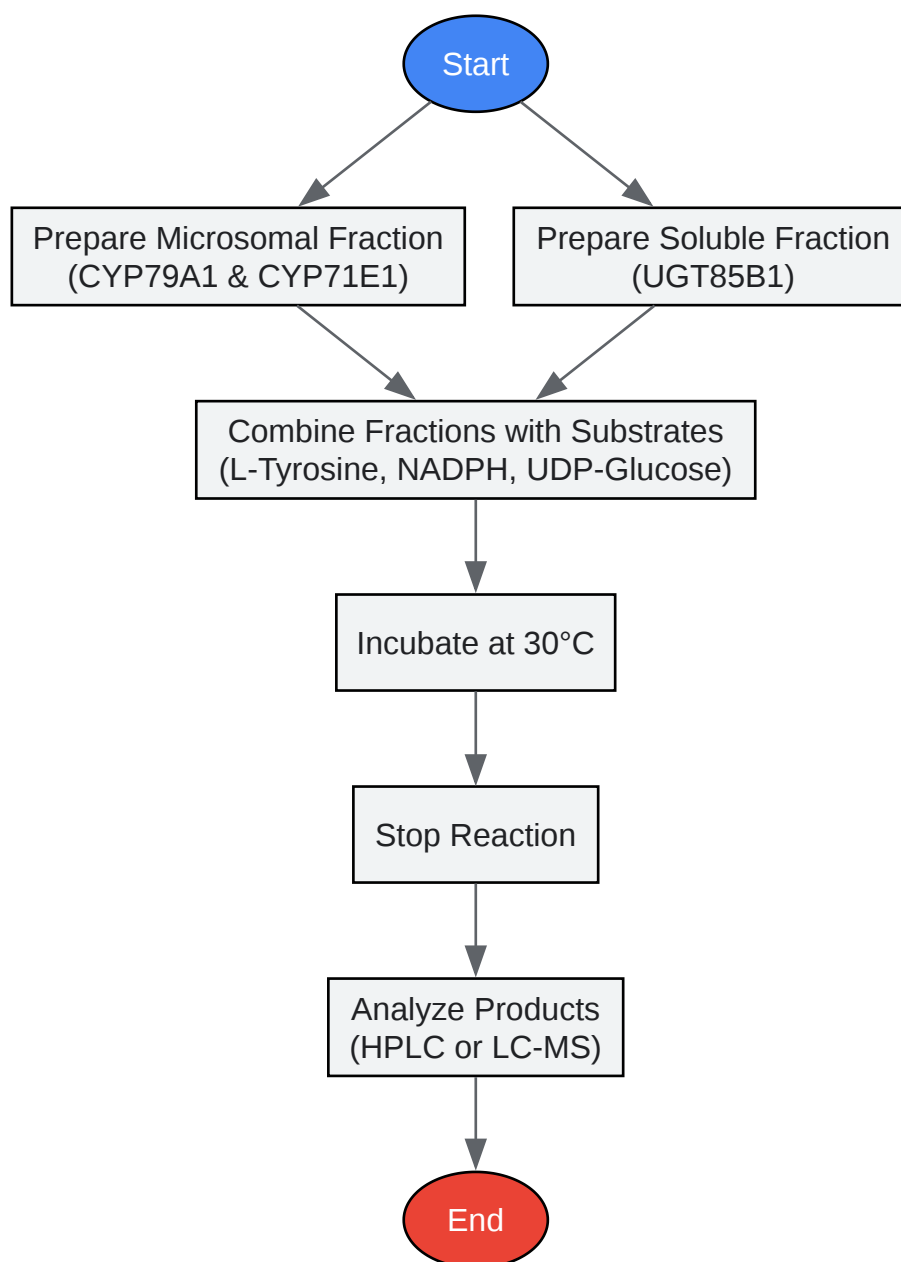 Start
Prepare Microsomal Fraction
(CYP79A1 & CYP71E1)
Prepare Soluble Fraction
(UGT85B1)
Combine Fractions with Substrates
(L-Tyrosine, NADPH, UDP-Glucose)
Incubate at 30°C
Stop Reaction
Analyze Products
(HPLC or LC-MS)
End